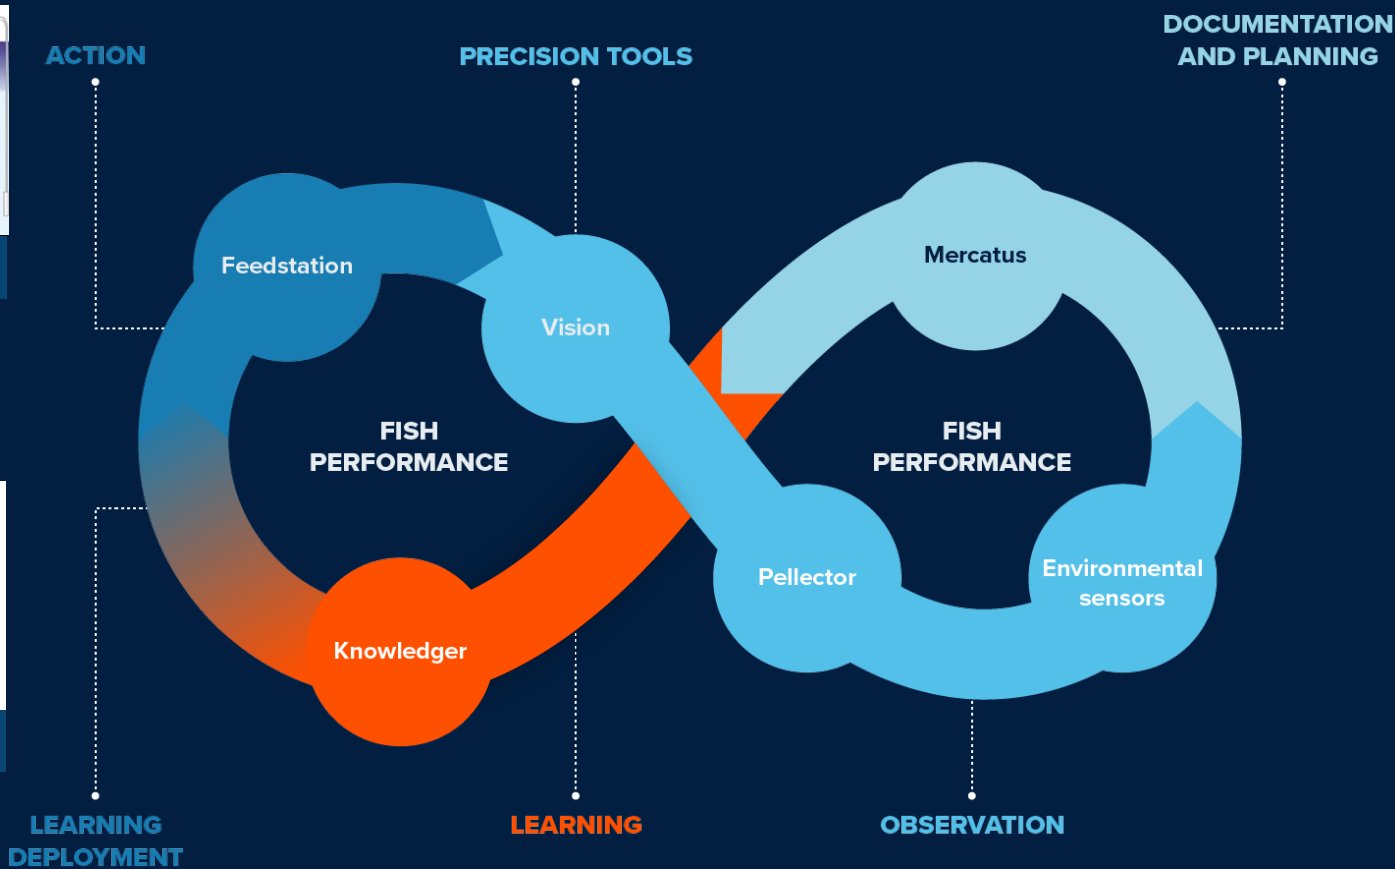 ACTION
PRECISION TOOLS
DOCUMENTATION
AND PLANNING
Feedstation
Vision
Mercatus
FISH
PERFORMANCE
FISH
PERFORMANCE
Pellector
Environmental
sensors
Knowledger
LEARNING
DEPLOYMENT
LEARNING
OBSERVATION